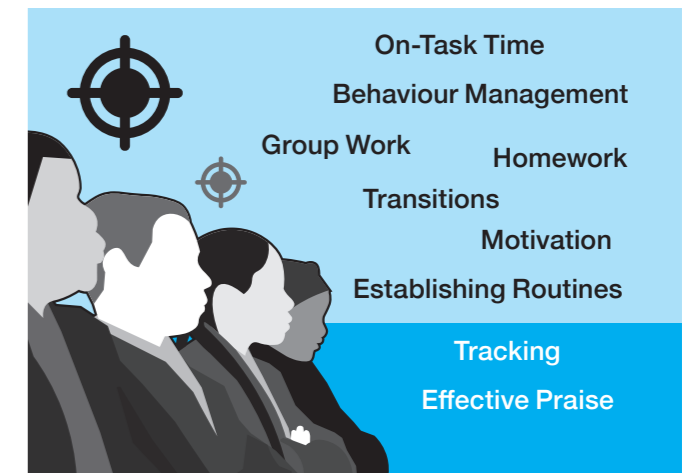 On-Task Time
Behaviour Management
Group Work
Homework
Transitions
Motivation
Establishing Routines
Tracking
Effective Praise